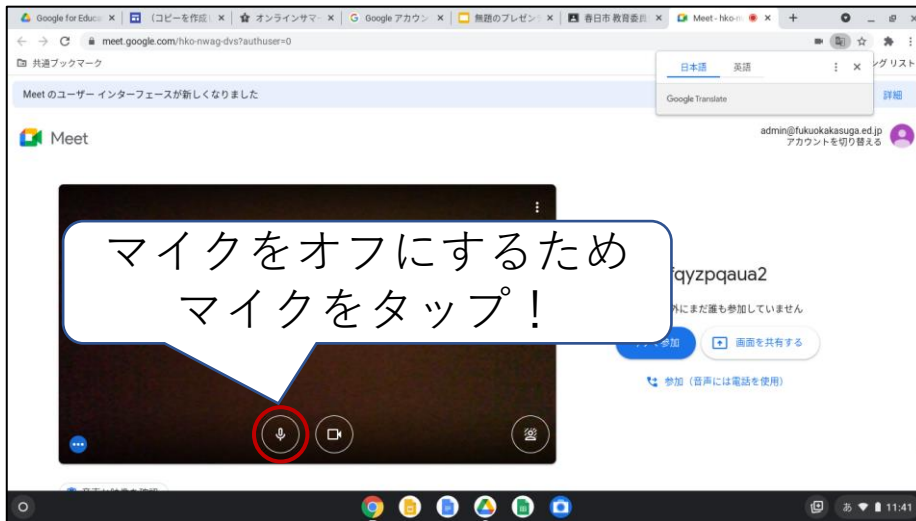 Google for Educa
(コピーを作成
オンラインサマー
Google アカウン
無題のプレゼン
春日市 教育委員
Meet - hko-n
meet.google.com/hko-nwag-dvs?authuser=0
共通ブックマーク
日本語 英語
Google Translate
グリスト
Meet のユーザー インターフェースが新しくなりました
詳細
Meet
admin@fukuokakasuga.ed.jp
アカウントを切り替える
マイクをオフにするため
マイクをタップ!
qyzpqaua2
外にまだ誰も参加していません
参加
画面を共有する
参加(音声には電話を使用)
あ 11:41